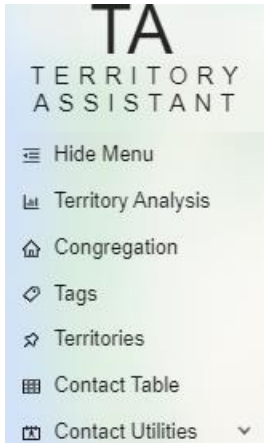 TA
TERRITORY
ASSISTANT
Hide Menu
Territory Analysis
Congregation
Tags
Territories
Contact Table
Contact Utilities